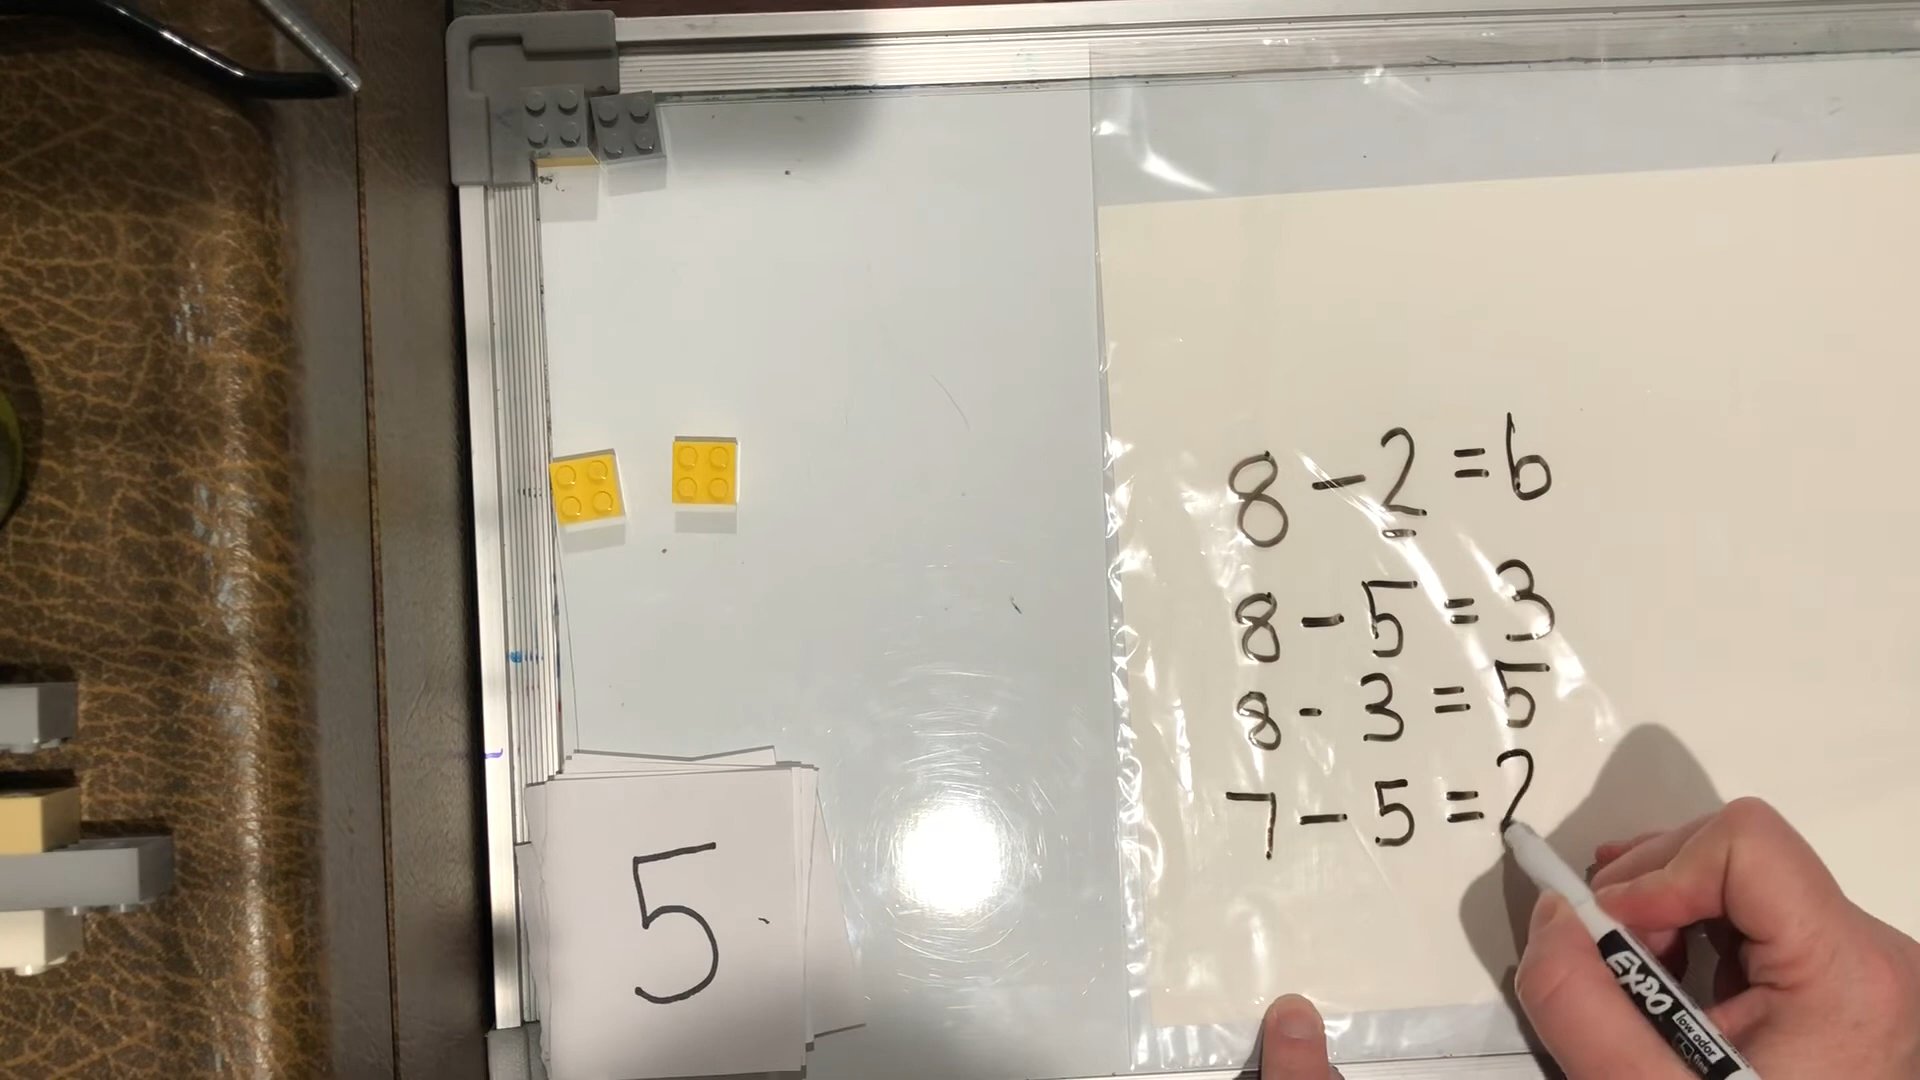 8 - 2 = 6
8 - 5 = 3
8 - 3 = 5
7 - 5 = 2
5
EXPO
low odor